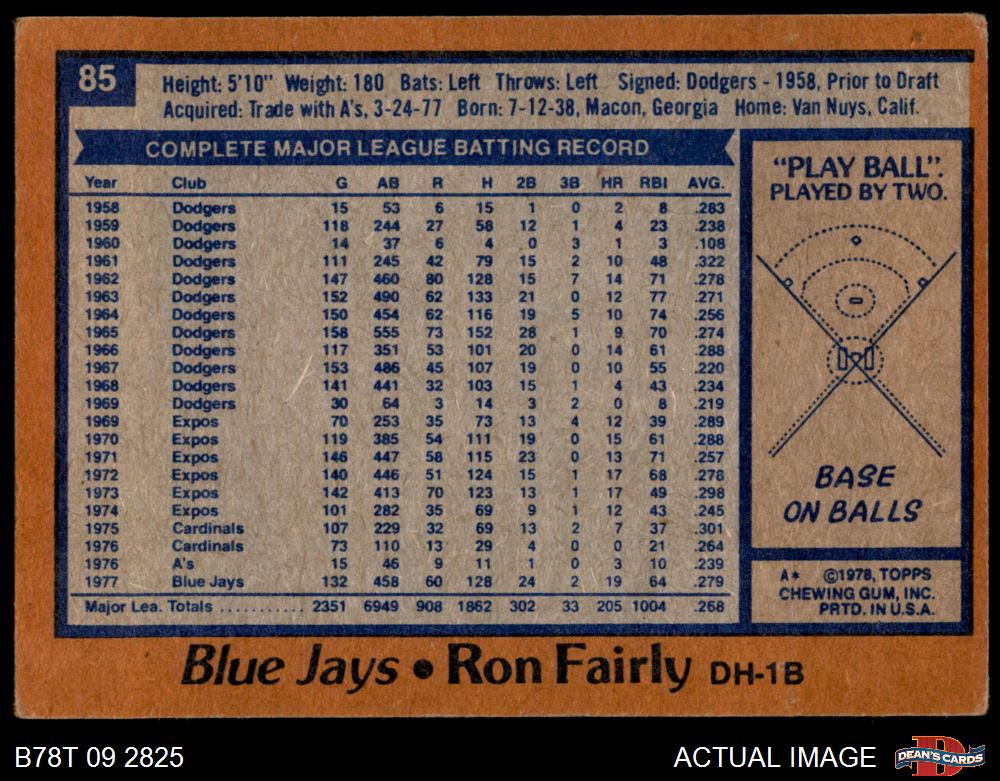 85
Height: 5'10" Weight: 180 Bats: Left Throws: Left Signed: Dodgers - 1958, Prior to Draft
Acquired: Trade with A's, 3-24-77 Born: 7-12-38, Macon, Georgia Home: Van Nuys, Calif.
COMPLETE MAJOR LEAGUE BATTING RECORD
Year Club G AB R H 2B 3B HR RBI AVG.
1958 Dodgers 15 53 6 15 1 0 2 8 .283
1959 Dodgers 118 244 27 58 12 1 4 23 .238
1960 Dodgers 14 37 6 4 0 3 1 3 .108
1961 Dodgers 111 245 42 79 15 2 10 48 .322
1962 Dodgers 147 460 80 128 15 7 14 71 .278
1963 Dodgers 152 490 62 133 21 0 12 77 .271
1964 Dodgers 150 454 62 116 19 5 10 74 .256
1965 Dodgers 158 555 73 152 28 1 9 70 .274
1966 Dodgers 117 351 53 101 20 0 14 61 .288
1967 Dodgers 153 486 45 107 19 0 10 55 .220
1968 Dodgers 141 441 32 103 15 1 4 43 .234
1969 Dodgers 30 64 3 14 3 2 0 8 .219
1969 Expos 70 253 35 73 13 4 12 39 .289
1970 Expos 119 385 54 111 19 0 15 61 .288
1971 Expos 146 447 58 115 23 0 13 71 .257
1972 Expos 140 446 51 124 15 1 17 68 .278
1973 Expos 142 413 70 123 13 1 17 49 .298
1974 Expos 101 282 35 69 9 1 12 43 .245
1975 Cardinals 107 229 32 69 13 2 7 37 .301
1976 Cardinals 73 110 13 29 4 0 0 21 .264
1976 A's 15 46 9 11 1 0 3 10 .239
1977 Blue Jays 132 458 60 128 24 2 19 64 .279
Major Lea. Totals ........... 2351 6949 908 1862 302 33 205 1004 .268
"PLAY BALL".
PLAYED BY TWO.
BASE
ON BALLS
A* ©1978, TOPPS
CHEWING GUM, INC.
PRTD. IN U.S.A.
Blue Jays • Ron Fairly DH-1B
B78T 09 2825
ACTUAL IMAGE
D
DEAN'S CARDS